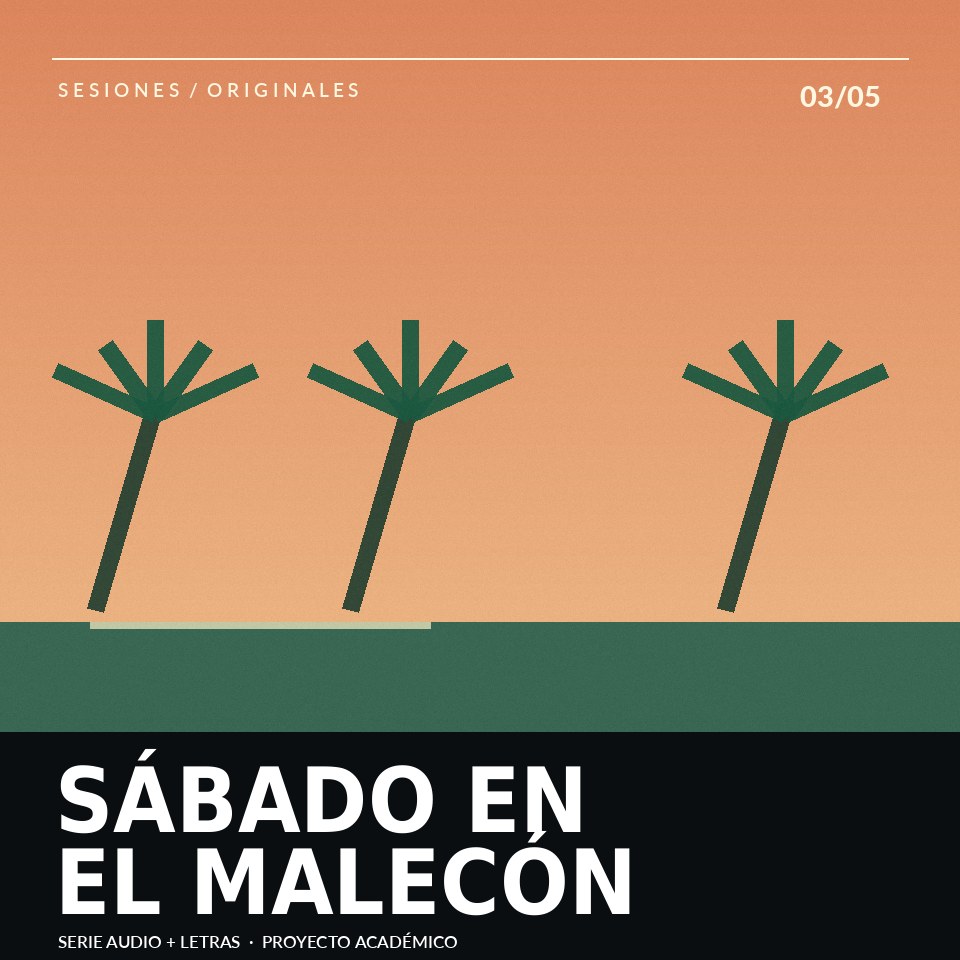 SESIONES / ORIGINALES
03/05
SÁBADO EN
EL MALECÓN
SERIE AUDIO + LETRAS · PROYECTO ACADÉMICO